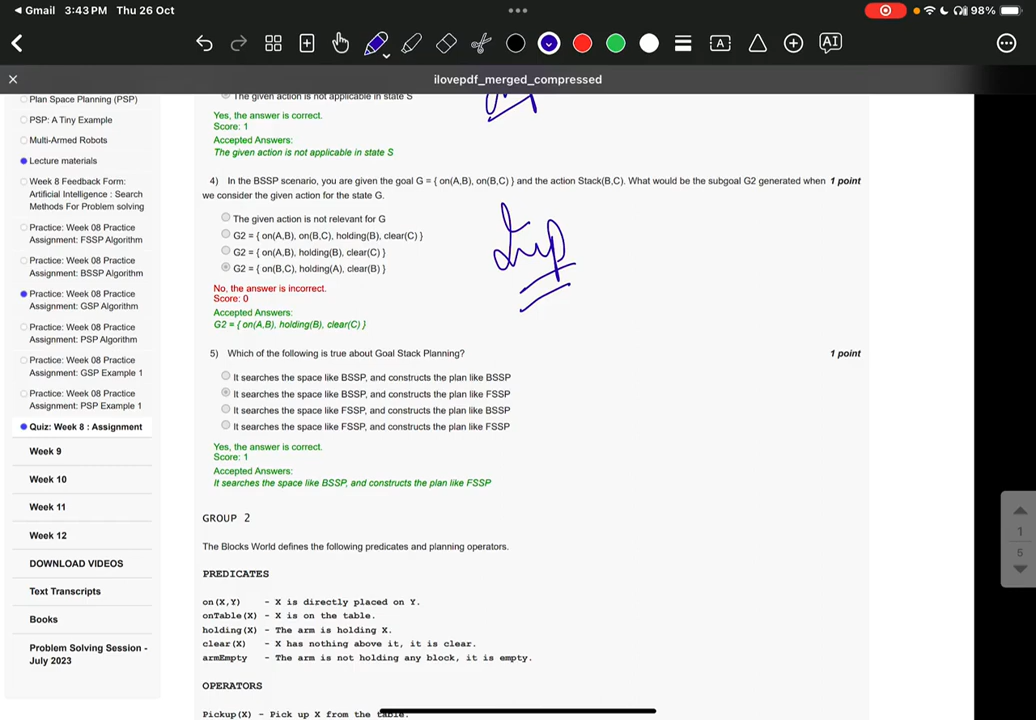 Gmail 3:43 PM Thu 26 Oct
98%
A
AI
ilovepdf_merged_compressed
Plan Space Planning (PSP)
PSP: A Tiny Example
Multi-Armed Robots
Lecture materials
Week 8 Feedback Form:
Artificial Intelligence : Search
Methods For Problem solving
Practice: Week 08 Practice
Assignment: FSSP Algorithm
Practice: Week 08 Practice
Assignment: BSSP Algorithm
Practice: Week 08 Practice
Assignment: GSP Algorithm
Practice: Week 08 Practice
Assignment: PSP Algorithm
Practice: Week 08 Practice
Assignment: GSP Example 1
Practice: Week 08 Practice
Assignment: PSP Example 1
Quiz: Week 8 : Assignment
Week 9
Week 10
Week 11
Week 12
DOWNLOAD VIDEOS
Text Transcripts
Books
Problem Solving Session -
July 2023
The given action is not applicable in state S
Yes, the answer is correct.
Score: 1
Accepted Answers:
The given action is not applicable in state S
4) In the BSSP scenario, you are given the goal G = { on(A,B), on(B,C) } and the action Stack(B,C). What would be the subgoal G2 generated when 1 point
we consider the given action for the state G.
The given action is not relevant for G
G2 = { on(A,B), on(B,C), holding(B), clear(C) }
G2 = { on(A,B), holding(B), clear(C) }
G2 = { on(B,C), holding(A), clear(B) }
No, the answer is incorrect.
Score: 0
Accepted Answers:
G2 = { on(A,B), holding(B), clear(C) }
5) Which of the following is true about Goal Stack Planning? 1 point
It searches the space like BSSP, and constructs the plan like BSSP
It searches the space like BSSP, and constructs the plan like FSSP
It searches the space like FSSP, and constructs the plan like BSSP
It searches the space like FSSP, and constructs the plan like FSSP
Yes, the answer is correct.
Score: 1
Accepted Answers:
It searches the space like BSSP, and constructs the plan like FSSP
GROUP 2
The Blocks World defines the following predicates and planning operators.
PREDICATES
on(X,Y) - X is directly placed on Y.
onTable(X) - X is on the table.
holding(X) - The arm is holding X.
clear(X) - X has nothing above it, it is clear.
armEmpty - The arm is not holding any block, it is empty.
OPERATORS
Pickup(X) - Pick up X from the table.
1
5